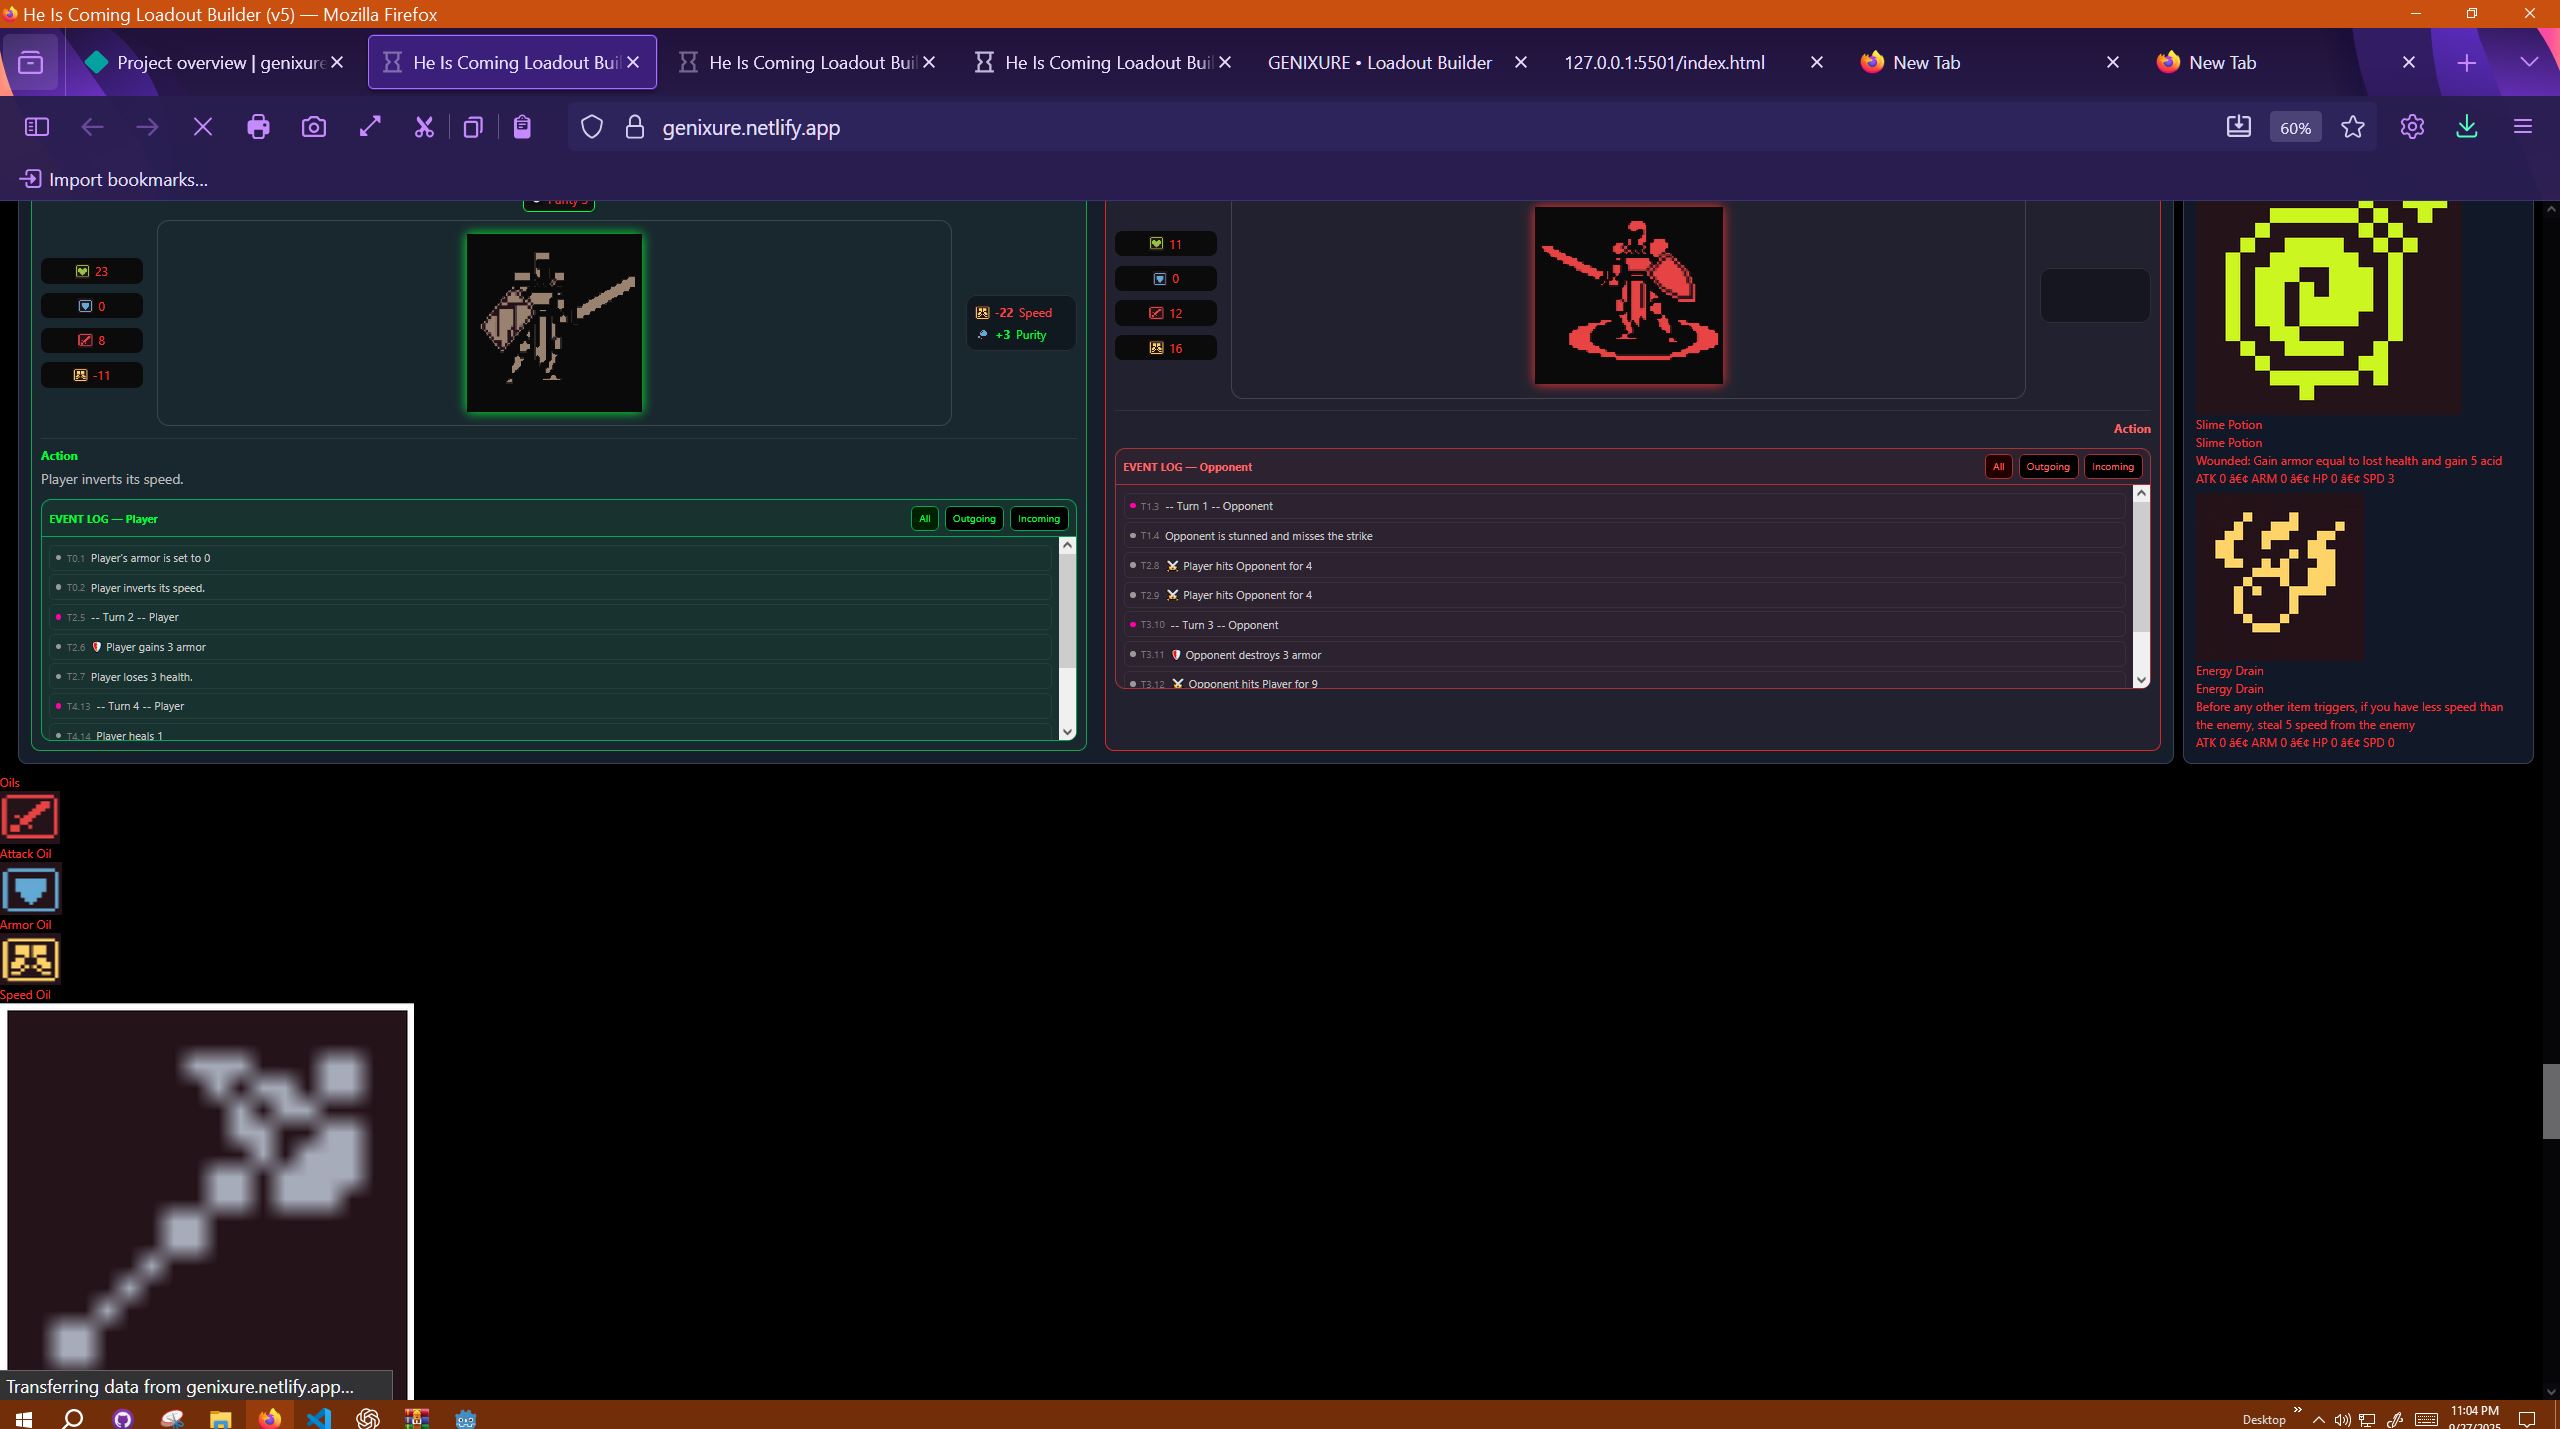 He Is Coming Loadout Builder (v5) — Mozilla Firefox
Project overview | genixure
He Is Coming Loadout Buil
He Is Coming Loadout Buil
He Is Coming Loadout Buil
GENIXURE • Loadout Builder
127.0.0.1:5501/index.html
New Tab
New Tab
genixure.netlify.app
60%
Import bookmarks...
23
0
8
-11
-22 Speed
+3 Purity
Action
Player inverts its speed.
EVENT LOG — Player
All
Outgoing
Incoming
T0.1 Player's armor is set to 0
T0.2 Player inverts its speed.
T2.5 -- Turn 2 -- Player
T2.6 Player gains 3 armor
T2.7 Player loses 3 health.
T4.13 -- Turn 4 -- Player
T4.14 Player heals 1
11
0
12
16
Action
EVENT LOG — Opponent
All
Outgoing
Incoming
T1.3 -- Turn 1 -- Opponent
T1.4 Opponent is stunned and misses the strike
T2.8 Player hits Opponent for 4
T2.9 Player hits Opponent for 4
T3.10 -- Turn 3 -- Opponent
T3.11 Opponent destroys 3 armor
T3.12 Opponent hits Player for 9
Slime Potion
Slime Potion
Wounded: Gain armor equal to lost health and gain 5 acid
ATK 0 â€¢ ARM 0 â€¢ HP 0 â€¢ SPD 3
Energy Drain
Energy Drain
Before any other item triggers, if you have less speed than
the enemy, steal 5 speed from the enemy
ATK 0 â€¢ ARM 0 â€¢ HP 0 â€¢ SPD 0
Oils
Attack Oil
Armor Oil
Speed Oil
Transferring data from genixure.netlify.app...
Desktop
11:04 PM
9/27/2025